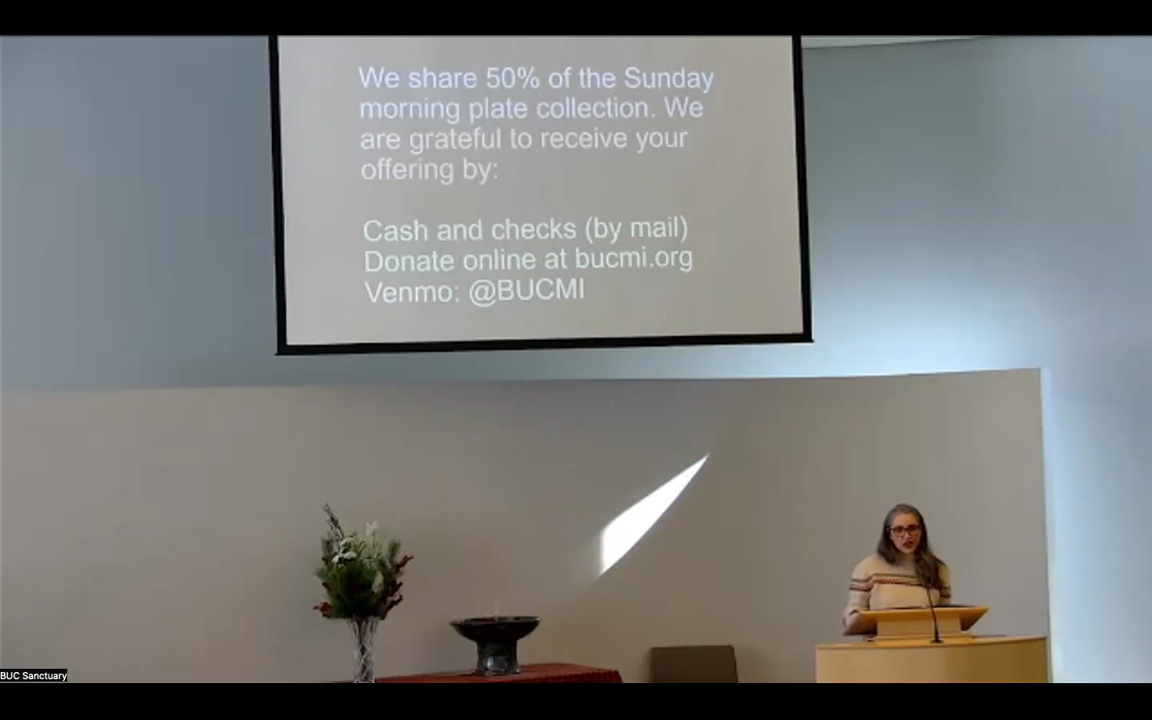 We share 50% of the Sunday
morning plate collection. We
are grateful to receive your
offering by:
Cash and checks (by mail)
Donate online at bucmi.org
Venmo: @BUCMI
BUC Sanctuary